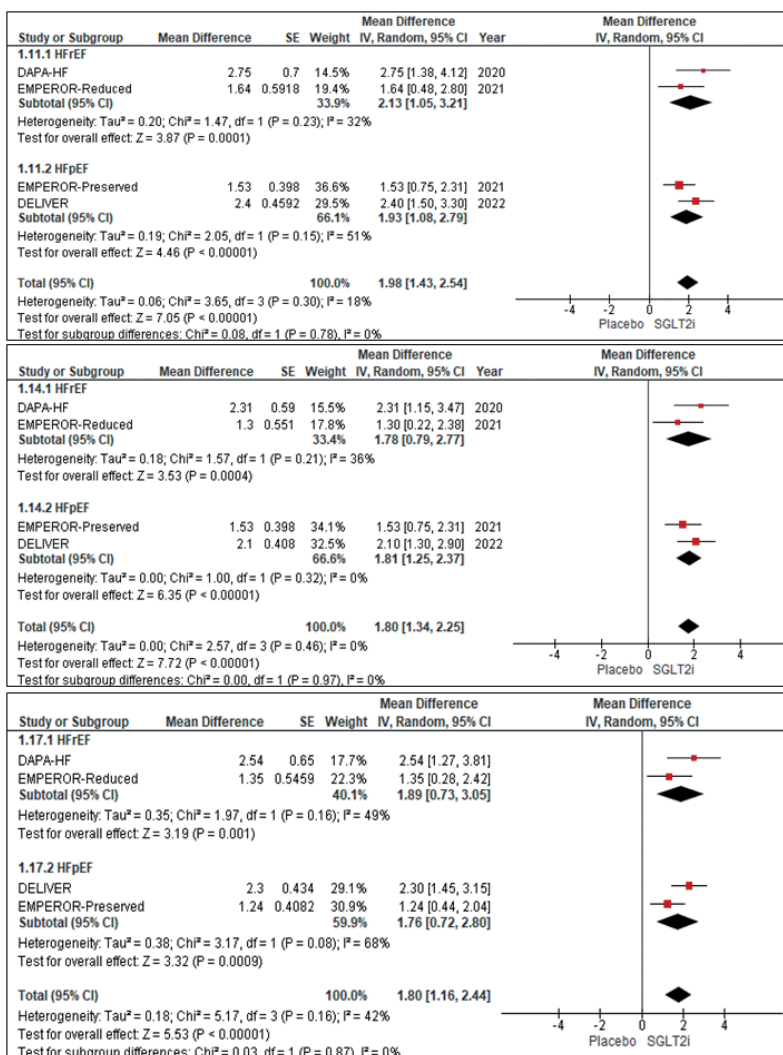 Mean Difference Mean Difference
Study or Subgroup Mean Difference SE Weight IV, Random, 95% CI Year IV, Random, 95% CI
1.11.1 HFrEF
DAPA-HF 2.75 0.7 14.5% 2.75 [1.38, 4.12] 2020
EMPEROR-Reduced 1.64 0.5918 19.4% 1.64 [0.48, 2.80] 2021
Subtotal (95% CI) 33.9% 2.13 [1.05, 3.21]
Heterogeneity: Tau² = 0.20; Chi² = 1.47, df = 1 (P = 0.23); I² = 32%
Test for overall effect: Z = 3.87 (P = 0.0001)
1.11.2 HFpEF
EMPEROR-Preserved 1.53 0.398 36.6% 1.53 [0.75, 2.31] 2021
DELIVER 2.4 0.4592 29.5% 2.40 [1.50, 3.30] 2022
Subtotal (95% CI) 66.1% 1.93 [1.08, 2.79]
Heterogeneity: Tau² = 0.19; Chi² = 2.05, df = 1 (P = 0.15); I² = 51%
Test for overall effect: Z = 4.46 (P < 0.00001)
Total (95% CI) 100.0% 1.98 [1.43, 2.54]
Heterogeneity: Tau² = 0.06; Chi² = 3.65, df = 3 (P = 0.30); I² = 18%
Test for overall effect: Z = 7.05 (P < 0.00001)
Test for subgroup differences: Chi² = 0.08, df = 1 (P = 0.78), I² = 0%
-4 -2 0 2 4
Placebo SGLT2i
Mean Difference Mean Difference
Study or Subgroup Mean Difference SE Weight IV, Random, 95% CI Year IV, Random, 95% CI
1.14.1 HFrEF
DAPA-HF 2.31 0.59 15.5% 2.31 [1.15, 3.47] 2020
EMPEROR-Reduced 1.3 0.551 17.8% 1.30 [0.22, 2.38] 2021
Subtotal (95% CI) 33.4% 1.78 [0.79, 2.77]
Heterogeneity: Tau² = 0.18; Chi² = 1.57, df = 1 (P = 0.21); I² = 36%
Test for overall effect: Z = 3.53 (P = 0.0004)
1.14.2 HFpEF
EMPEROR-Preserved 1.53 0.398 34.1% 1.53 [0.75, 2.31] 2021
DELIVER 2.1 0.408 32.5% 2.10 [1.30, 2.90] 2022
Subtotal (95% CI) 66.6% 1.81 [1.25, 2.37]
Heterogeneity: Tau² = 0.00; Chi² = 1.00, df = 1 (P = 0.32); I² = 0%
Test for overall effect: Z = 6.35 (P < 0.00001)
Total (95% CI) 100.0% 1.80 [1.34, 2.25]
Heterogeneity: Tau² = 0.00; Chi² = 2.57, df = 3 (P = 0.46); I² = 0%
Test for overall effect: Z = 7.72 (P < 0.00001)
Test for subgroup differences: Chi² = 0.00, df = 1 (P = 0.97), I² = 0%
-4 -2 0 2 4
Placebo SGLT2i
Mean Difference Mean Difference
Study or Subgroup Mean Difference SE Weight IV, Random, 95% CI IV, Random, 95% CI
1.17.1 HFrEF
DAPA-HF 2.54 0.65 17.7% 2.54 [1.27, 3.81]
EMPEROR-Reduced 1.35 0.5459 22.3% 1.35 [0.28, 2.42]
Subtotal (95% CI) 40.1% 1.89 [0.73, 3.05]
Heterogeneity: Tau² = 0.35; Chi² = 1.97, df = 1 (P = 0.16); I² = 49%
Test for overall effect: Z = 3.19 (P = 0.001)
1.17.2 HFpEF
DELIVER 2.3 0.434 29.1% 2.30 [1.45, 3.15]
EMPEROR-Preserved 1.24 0.4082 30.9% 1.24 [0.44, 2.04]
Subtotal (95% CI) 59.9% 1.76 [0.72, 2.80]
Heterogeneity: Tau² = 0.38; Chi² = 3.17, df = 1 (P = 0.08); I² = 68%
Test for overall effect: Z = 3.32 (P = 0.0009)
Total (95% CI) 100.0% 1.80 [1.16, 2.44]
Heterogeneity: Tau² = 0.18; Chi² = 5.17, df = 3 (P = 0.16); I² = 42%
Test for overall effect: Z = 5.53 (P < 0.00001)
Test for subgroup differences: Chi² = 0.03, df = 1 (P = 0.87), I² = 0%
-4 -2 0 2 4
Placebo SGLT2i